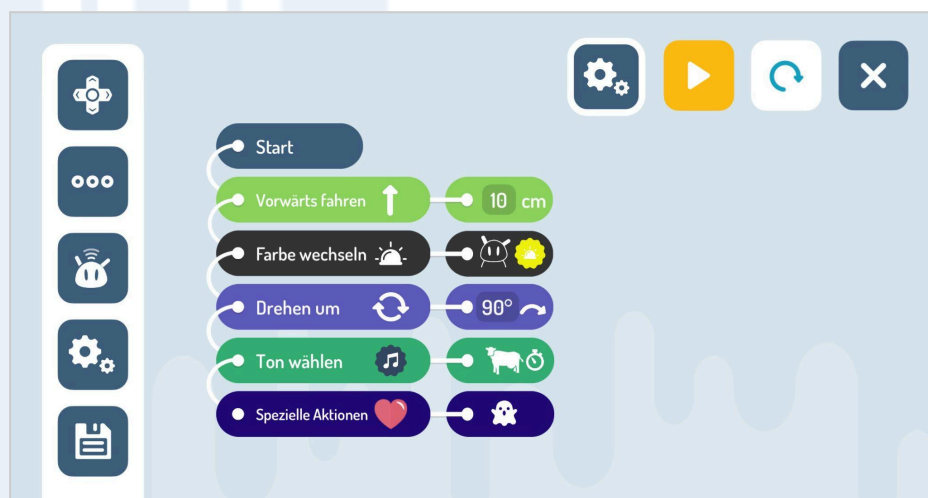 Start
Vorwärts fahren 10 cm
Farbe wechseln
Drehen um 90°
Ton wählen
Spezielle Aktionen